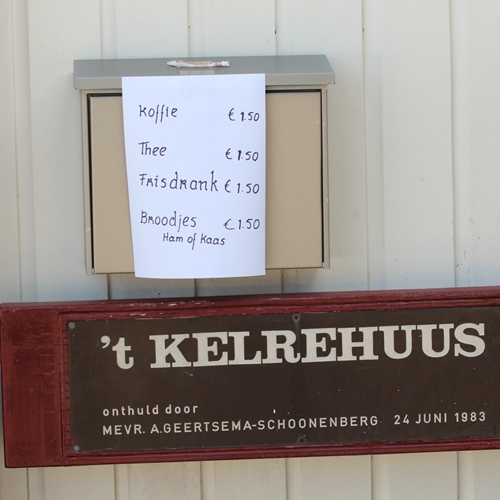 Koffie € 1.50
Thee € 1.50
Frisdrank € 1.50
Broodjes € 1.50
Ham of Kaas
't KELREHUUS
onthuld door
MEVR. A.GEERTSEMA-SCHOONENBERG 24 JUNI 1983